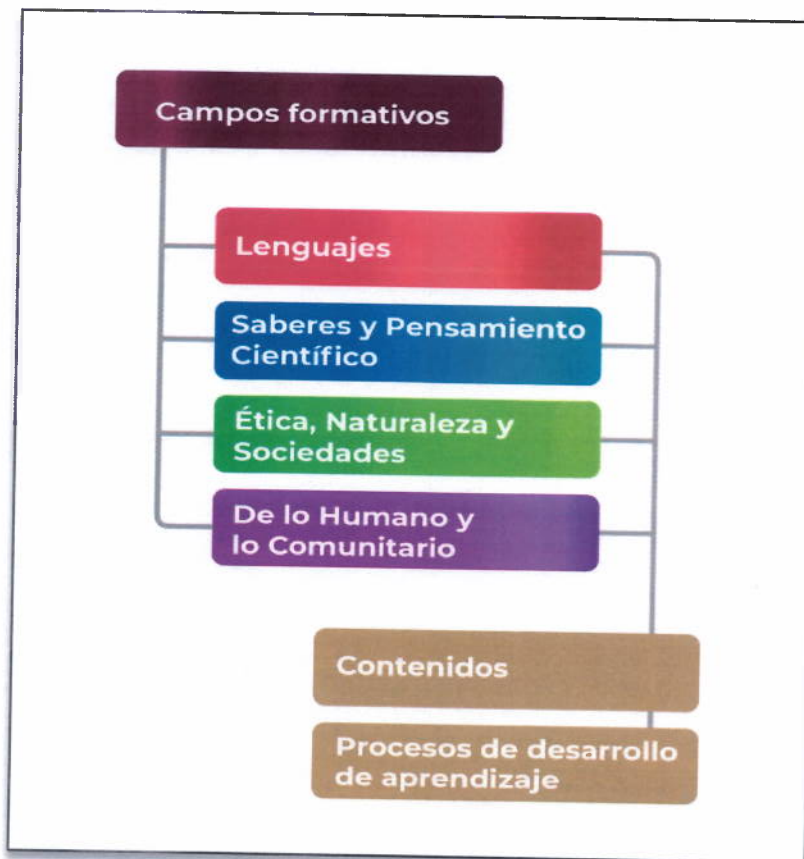 Campos formativos
Lenguajes
Saberes y Pensamiento
Científico
Ética, Naturaleza y
Sociedades
De lo Humano y
lo Comunitario
Contenidos
Procesos de desarrollo
de aprendizaje